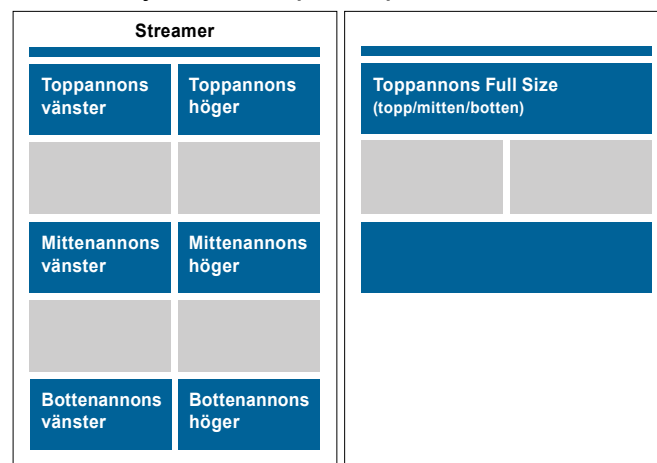 Streamer
Toppannons
vänster
Toppannons
höger
Mittenannons
vänster
Mittenannons
höger
Bottenannons
vänster
Bottenannons
höger
Toppannons Full Size
(topp/mitten/botten)